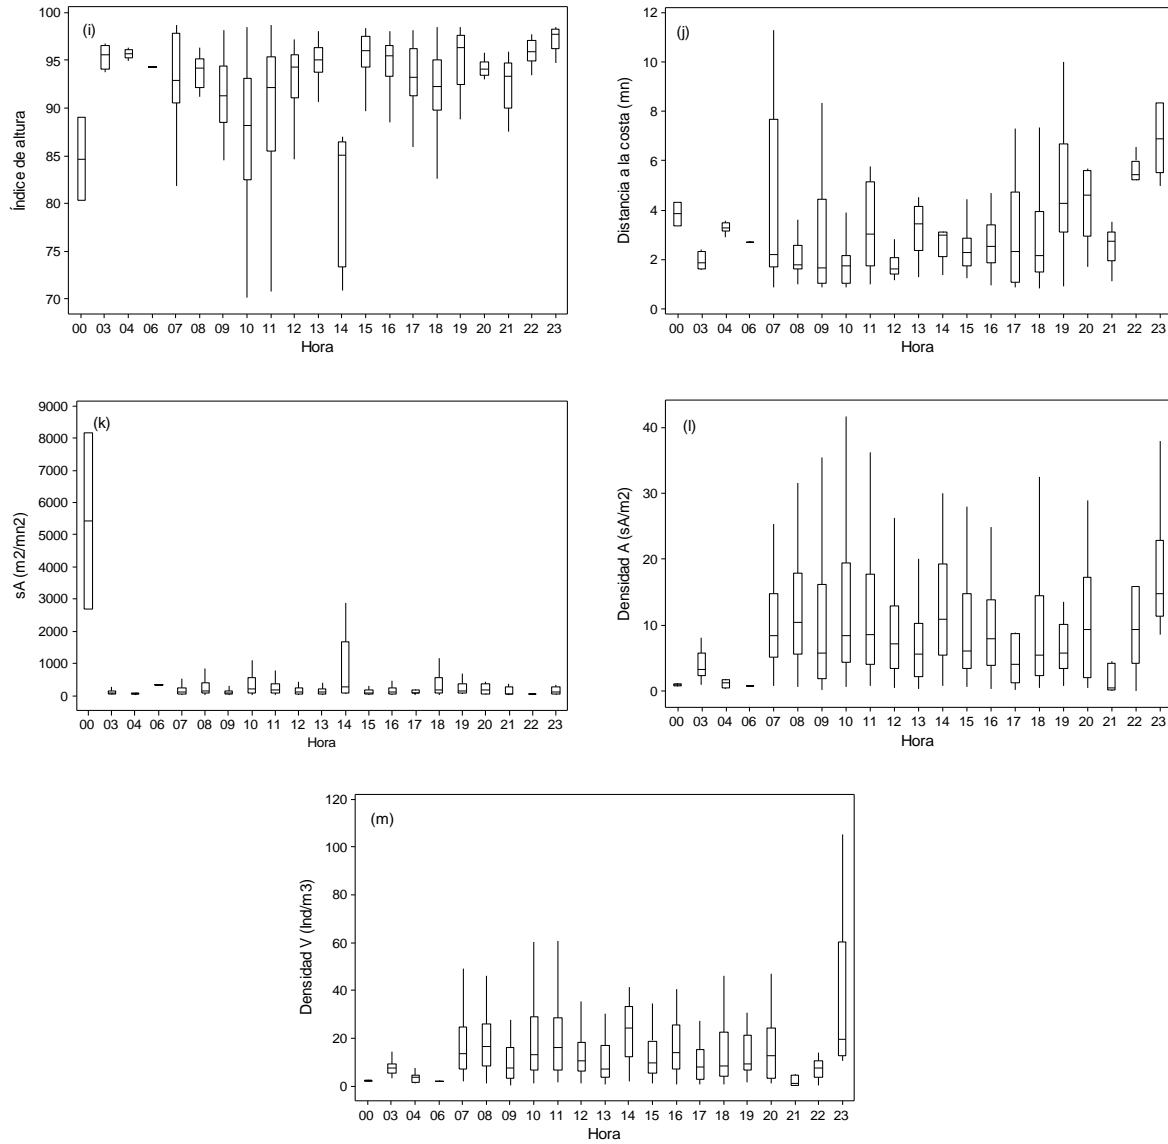 (i)
Índice de altura
100
95
90
85
80
75
70
00 03 04 06 07 08 09 10 11 12 13 14 15 16 17 18 19 20 21 22 23
Hora
(j)
Distancia a la costa (mn)
12
10
8
6
4
2
0
00 03 04 06 07 08 09 10 11 12 13 14 15 16 17 18 19 20 21 22 23
Hora
(k)
sA (m2/mn2)
9000
8000
7000
6000
5000
4000
3000
2000
1000
0
00 03 04 06 07 08 09 10 11 12 13 14 15 16 17 18 19 20 21 22 23
Hora
(l)
Densidad A (sA/m2)
40
30
20
10
0
00 03 04 06 07 08 09 10 11 12 13 14 15 16 17 18 19 20 21 22 23
Hora
(m)
Densidad V (Ind/m3)
120
100
80
60
40
20
0
00 03 04 06 07 08 09 10 11 12 13 14 15 16 17 18 19 20 21 22 23
Hora